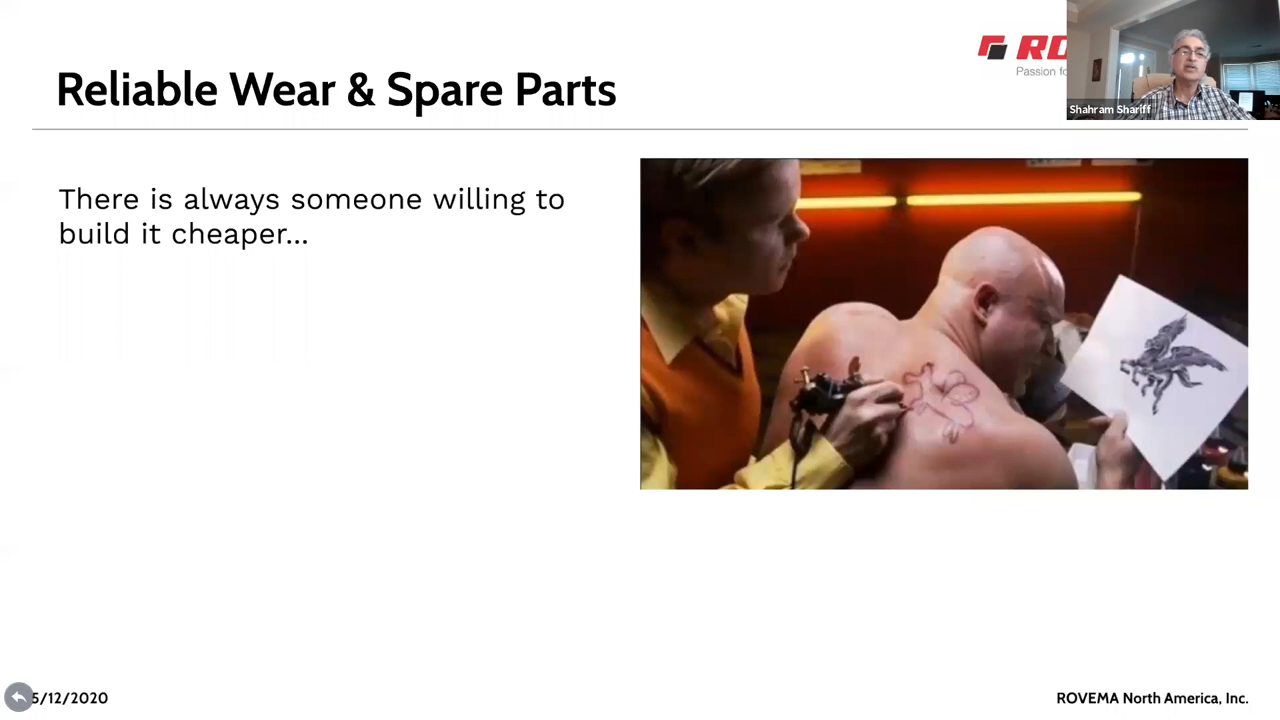 Reliable Wear & Spare Parts
RO
Passion fo
Shahram Shariff
There is always someone willing to
build it cheaper...
5/12/2020
ROVEMA North America, Inc.